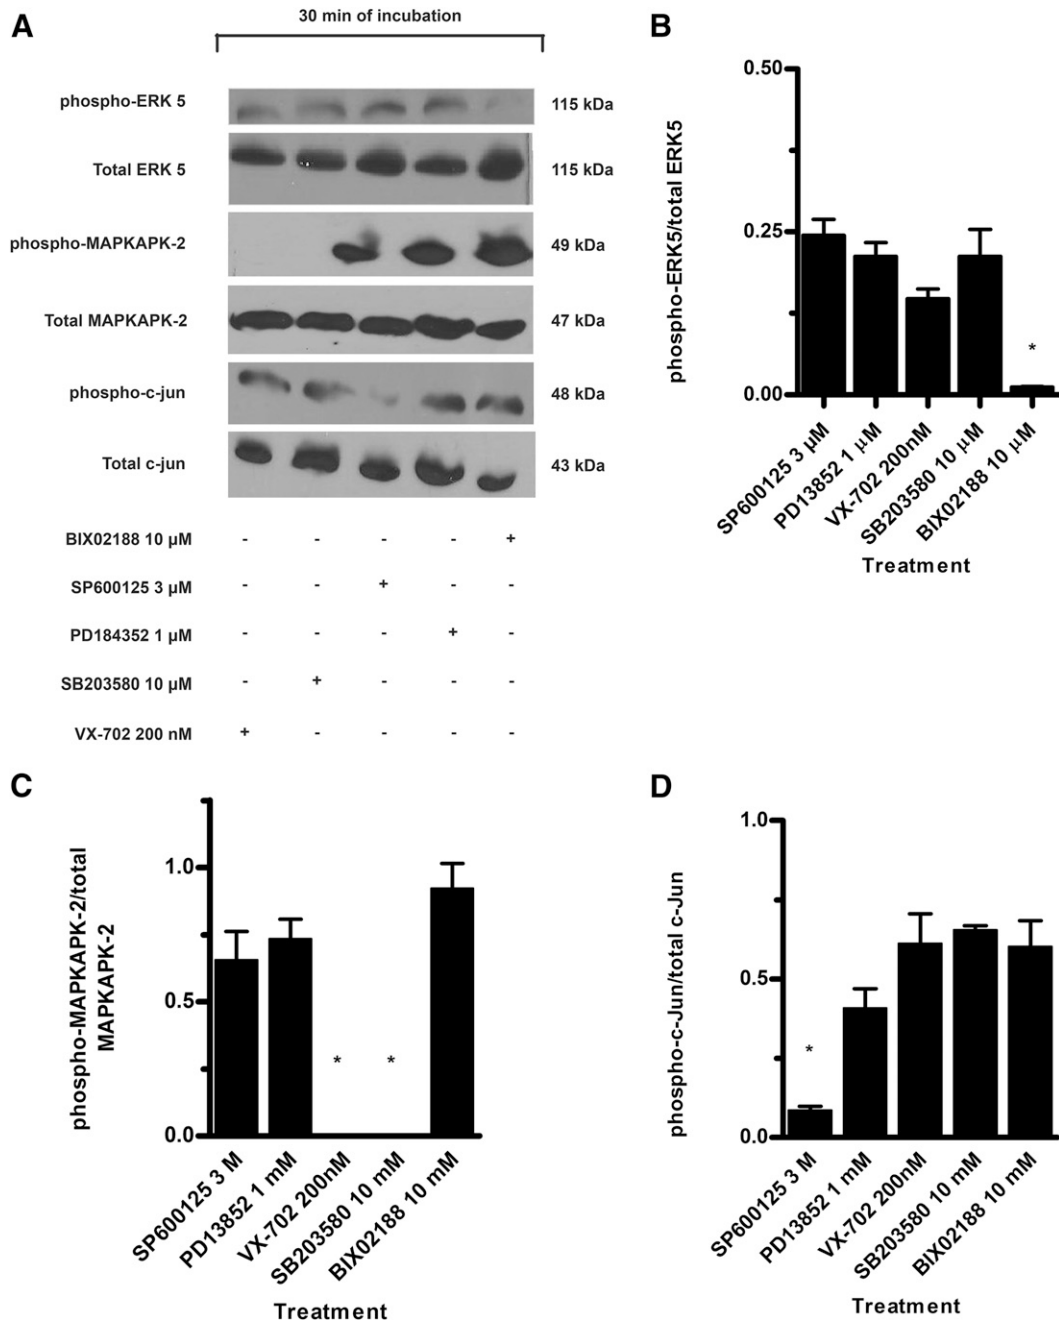 A
30 min of incubation
phospho-ERK 5 115 kDa
Total ERK 5 115 kDa
phospho-MAPKAPK-2 49 kDa
Total MAPKAPK-2 47 kDa
phospho-c-jun 48 kDa
Total c-jun 43 kDa
BIX02188 10 µM - - - - +
SP600125 3 µM - - + - -
PD184352 1 µM - - - + -
SB203580 10 µM - + - - -
VX-702 200 nM + - - - -
B
phospho-ERK5/total ERK5
0.50
0.25
0.00
*
SP600125 3 µM
PD13852 1 µM
VX-702 200nM
SB203580 10 µM
BIX02188 10 µM
Treatment
C
phospho-MAPKAPK-2/total
MAPKAPK-2
1.0
0.5
0.0
* *
SP600125 3 M
PD13852 1 mM
VX-702 200nM
SB203580 10 mM
BIX02188 10 mM
Treatment
D
phospho-c-Jun/total c-Jun
1.0
0.5
0.0
*
SP600125 3 M
PD13852 1 mM
VX-702 200nM
SB203580 10 mM
BIX02188 10 mM
Treatment